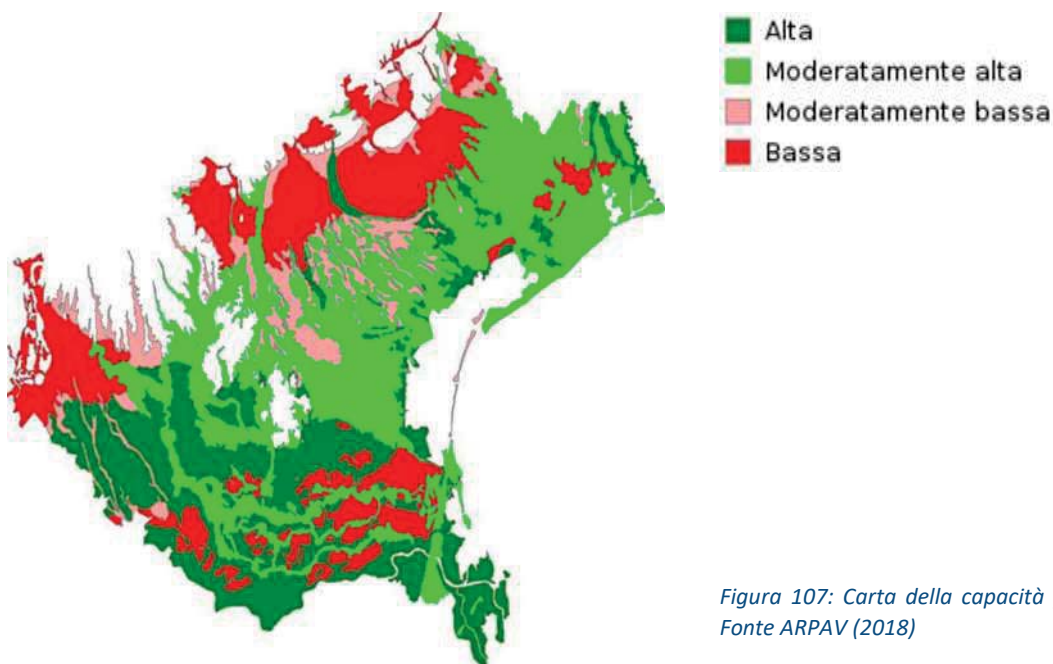 Alta
Moderatamente alta
Moderatamente bassa
Bassa
Figura 107: Carta della capacità
Fonte ARPAV (2018)